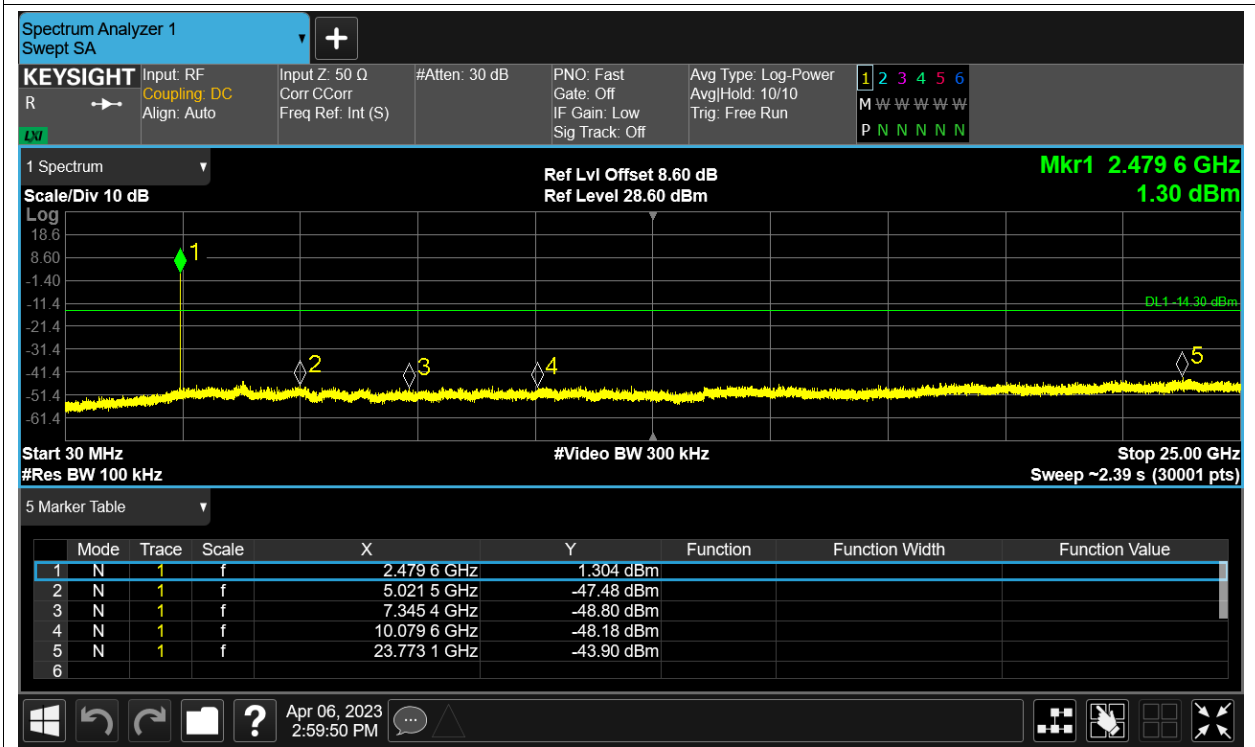 Spectrum Analyzer 1
Swept SA
+
KEYSIGHT Input: RF Input Z: 50 Ω #Atten: 30 dB PNO: Fast Avg Type: Log-Power 1 2 3 4 5 6
R Coupling: DC Corr CCorr Gate: Off Avg|Hold: 10/10 M W W W W W W
Align: Auto Freq Ref: Int (S) IF Gain: Low Trig: Free Run
LXI Sig Track: Off P N N N N N N
1 Spectrum Ref Lvl Offset 8.60 dB Mkr1 2.479 6 GHz
Scale/Div 10 dB Ref Level 28.60 dBm 1.30 dBm
Log
18.6
8.60 1
-1.40
-11.4 DL1 -14.30 dBm
-21.4
-31.4
-41.4 2 3 4 5
-51.4
-61.4
Start 30 MHz #Video BW 300 kHz Stop 25.00 GHz
#Res BW 100 kHz Sweep ~2.39 s (30001 pts)
5 Marker Table
Mode Trace Scale X Y Function Function Width Function Value
1 N 1 f 2.479 6 GHz 1.304 dBm
2 N 1 f 5.021 5 GHz -47.48 dBm
3 N 1 f 7.345 4 GHz -48.80 dBm
4 N 1 f 10.079 6 GHz -48.18 dBm
5 N 1 f 23.773 1 GHz -43.90 dBm
6
? Apr 06, 2023
2:59:50 PM